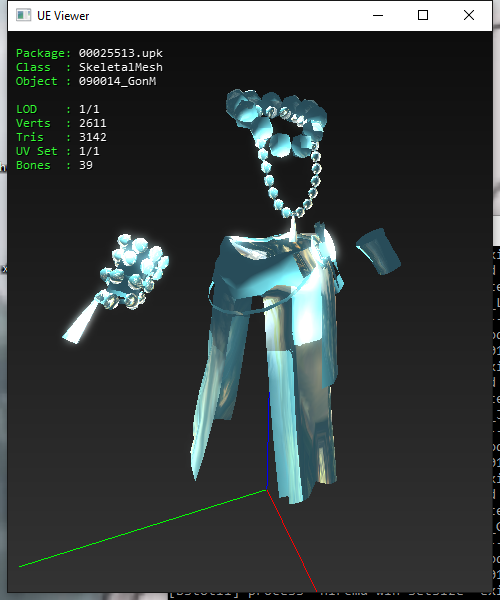 UE Viewer
Package: 00025513.upk
Class : SkeletalMesh
Object : 090014_GonM
LOD : 1/1
Verts : 2611
Tris : 3142
UV Set : 1/1
Bones : 39